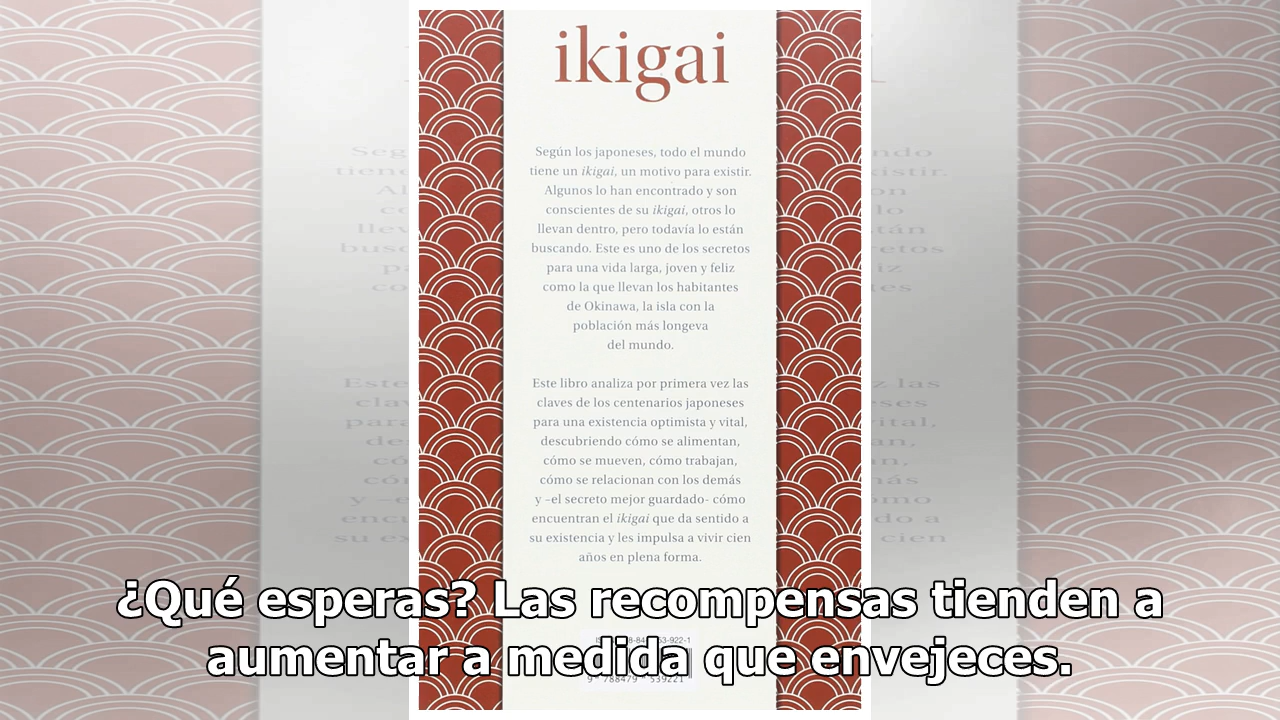 ikigai
Según los japoneses, todo el mundo
tiene un ikigai, un motivo para existir.
Algunos lo han encontrado y son
conscientes de su ikigai, otros lo
llevan dentro, pero todavía lo están
buscando. Este es uno de los secretos
para una vida larga, joven y feliz
como la que llevan los habitantes
de Okinawa, la isla con la
población más longeva
del mundo.
Este libro analiza por primera vez las
claves de los centenarios japoneses
para una existencia optimista y vital,
descubriendo cómo se alimentan,
cómo se mueven, cómo trabajan,
cómo se relacionan con los demás
y –el secreto mejor guardado- cómo
encuentran el ikigai que da sentido a
su existencia y les impulsa a vivir cien
años en plena forma.
¿Qué esperas? Las recompensas tienden a
aumentar a medida que envejeces.
9 788479 539221